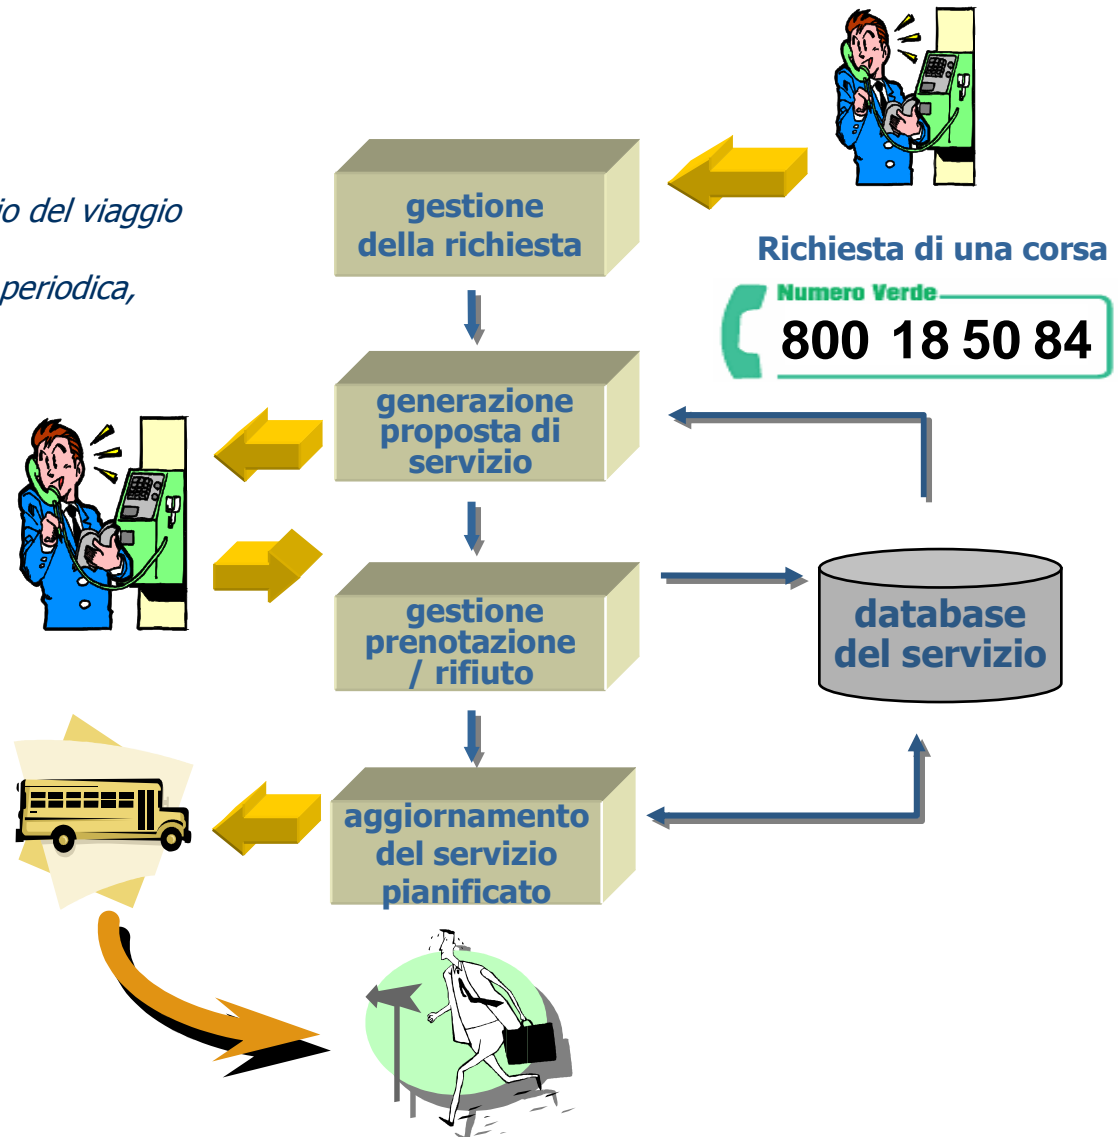 io del viaggio
periodica,
gestione
della richiesta
Richiesta di una corsa
Numero Verde
800 18 50 84
generazione
proposta di
servizio
gestione
prenotazione
/ rifiuto
database
del servizio
aggiornamento
del servizio
pianificato